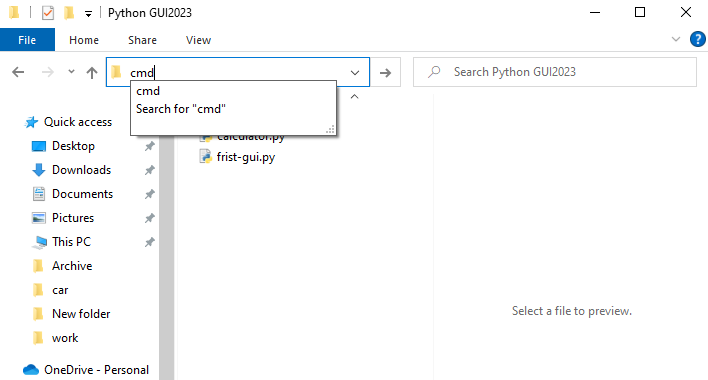 Python GUI2023
File Home Share View
cmd
Search Python GUI2023
cmd
Search for "cmd"
calculator.py
frist-gui.py
Quick access
Desktop
Downloads
Documents
Pictures
This PC
Archive
car
New folder
work
OneDrive - Personal
Select a file to preview.